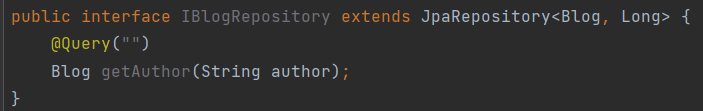 public interface IBlogRepository extends JpaRepository<Blog, Long> {
    @Query("")
    Blog getAuthor(String author);
}